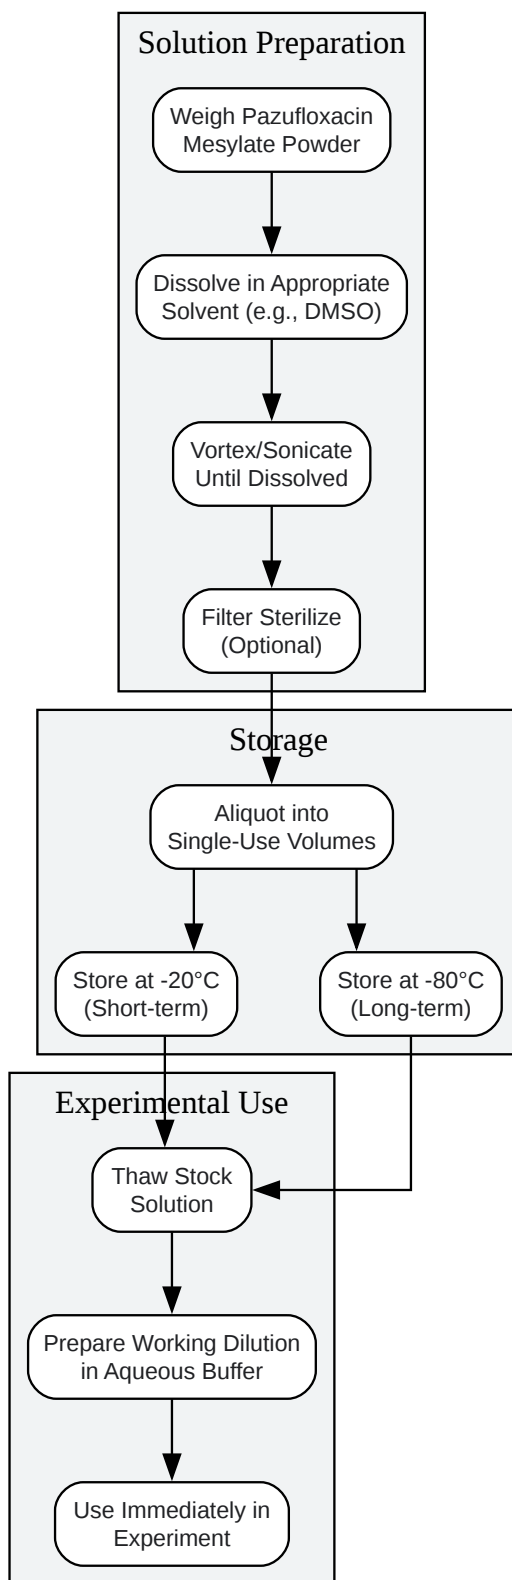 Solution Preparation
Weigh Pazufloxacin
Mesylate Powder
Dissolve in Appropriate
Solvent (e.g., DMSO)
Vortex/Sonicate
Until Dissolved
Filter Sterilize
(Optional)
Storage
Aliquot into
Single-Use Volumes
Store at -20°C
(Short-term)
Store at -80°C
(Long-term)
Experimental Use
Thaw Stock
Solution
Prepare Working Dilution
in Aqueous Buffer
Use Immediately in
Experiment